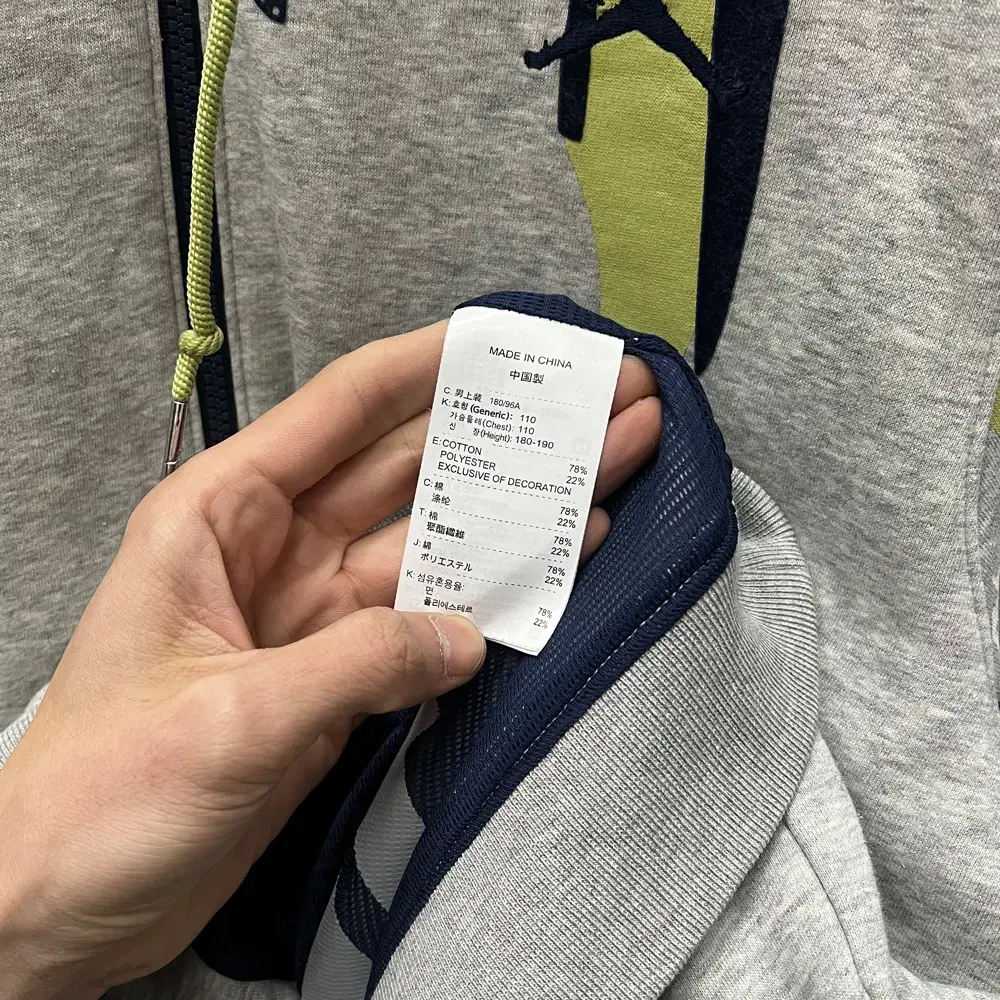 MADE IN CHINA
中国製
C: 男上装 180/96A
K: 호칭 (Generic): 110
가슴둘레(Chest): 110
신 장(Height): 180-190
E: COTTON 78%
POLYESTER 22%
EXCLUSIVE OF DECORATION
C: 棉 78%
涤纶 22%
T: 棉 78%
聚酯纖維 22%
J: 綿 78%
ポリエステル 22%
K: 섬유혼용율:
면 78%
폴리에스테르 22%